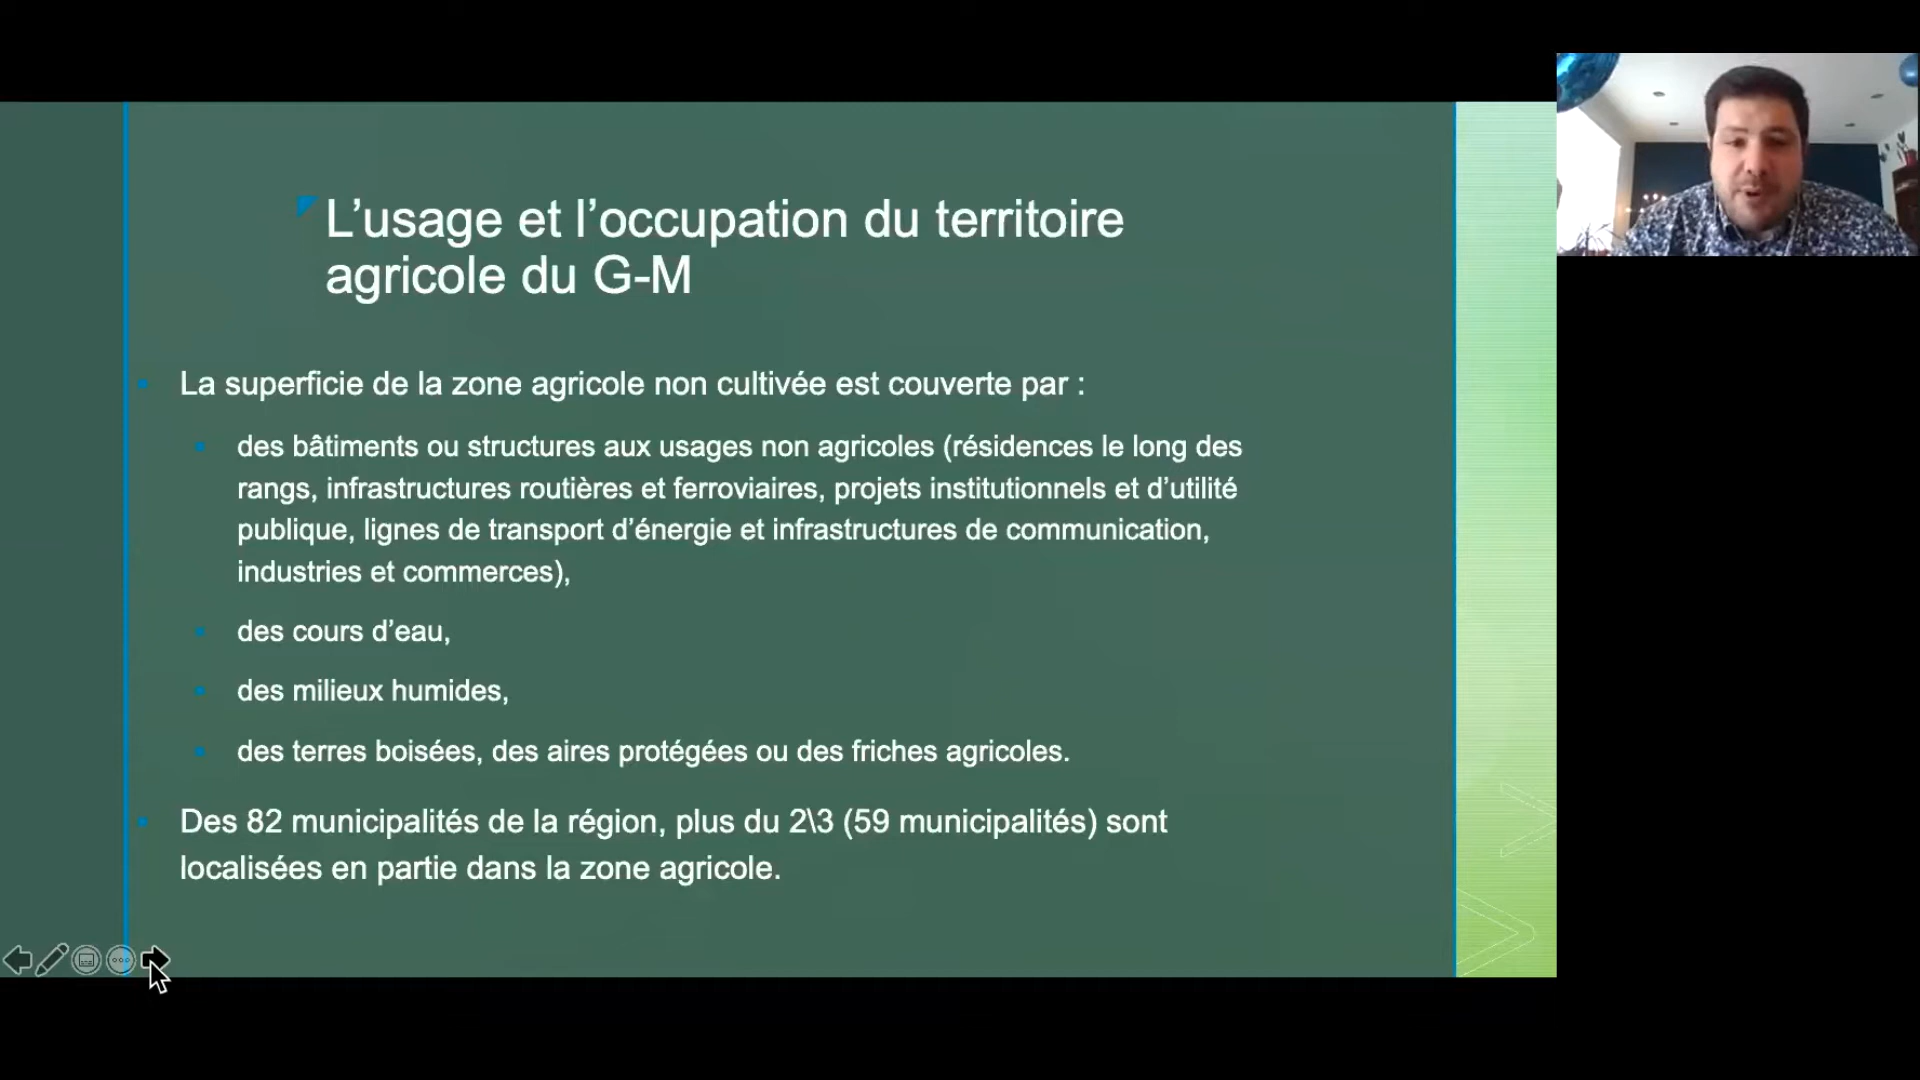 L’usage et l’occupation du territoire
agricole du G-M
La superficie de la zone agricole non cultivée est couverte par :
des bâtiments ou structures aux usages non agricoles (résidences le long des
rangs, infrastructures routières et ferroviaires, projets institutionnels et d’utilité
publique, lignes de transport d’énergie et infrastructures de communication,
industries et commerces),
des cours d’eau,
des milieux humides,
des terres boisées, des aires protégées ou des friches agricoles.
Des 82 municipalités de la région, plus du 2\3 (59 municipalités) sont
localisées en partie dans la zone agricole.